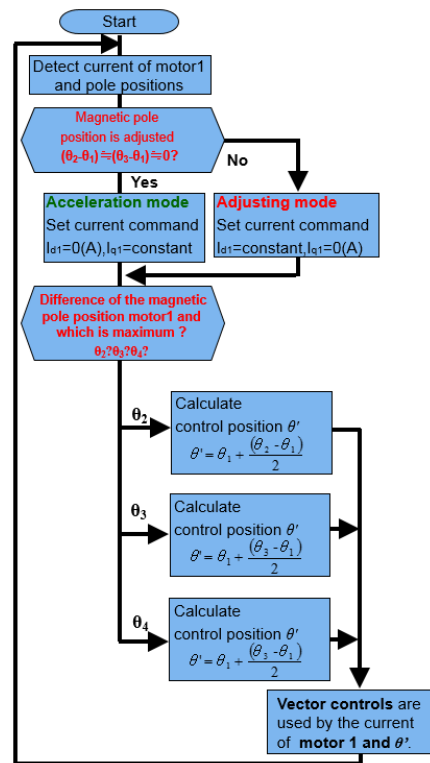 Start
Detect current of motor1
and pole positions
Magnetic pole
position is adjusted
(θ₂-θ₁)≒(θ₃-θ₁)≒0?
No
Yes
Acceleration mode
Set current command
I_d1=0(A),I_q1=constant
Adjusting mode
Set current command
I_d1=constant,I_q1=0(A)
Difference of the magnetic
pole position motor1 and
which is maximum ?
θ₂?θ₃?θ₄?
θ₂
Calculate
control position θ'
θ' = θ₁ + (θ₂ - θ₁)/2
θ₃
Calculate
control position θ'
θ' = θ₁ + (θ₃ - θ₁)/2
θ₄
Calculate
control position θ'
θ' = θ₁ + (θ₃ - θ₁)/2
Vector controls are
used by the current
of motor 1 and θ'.